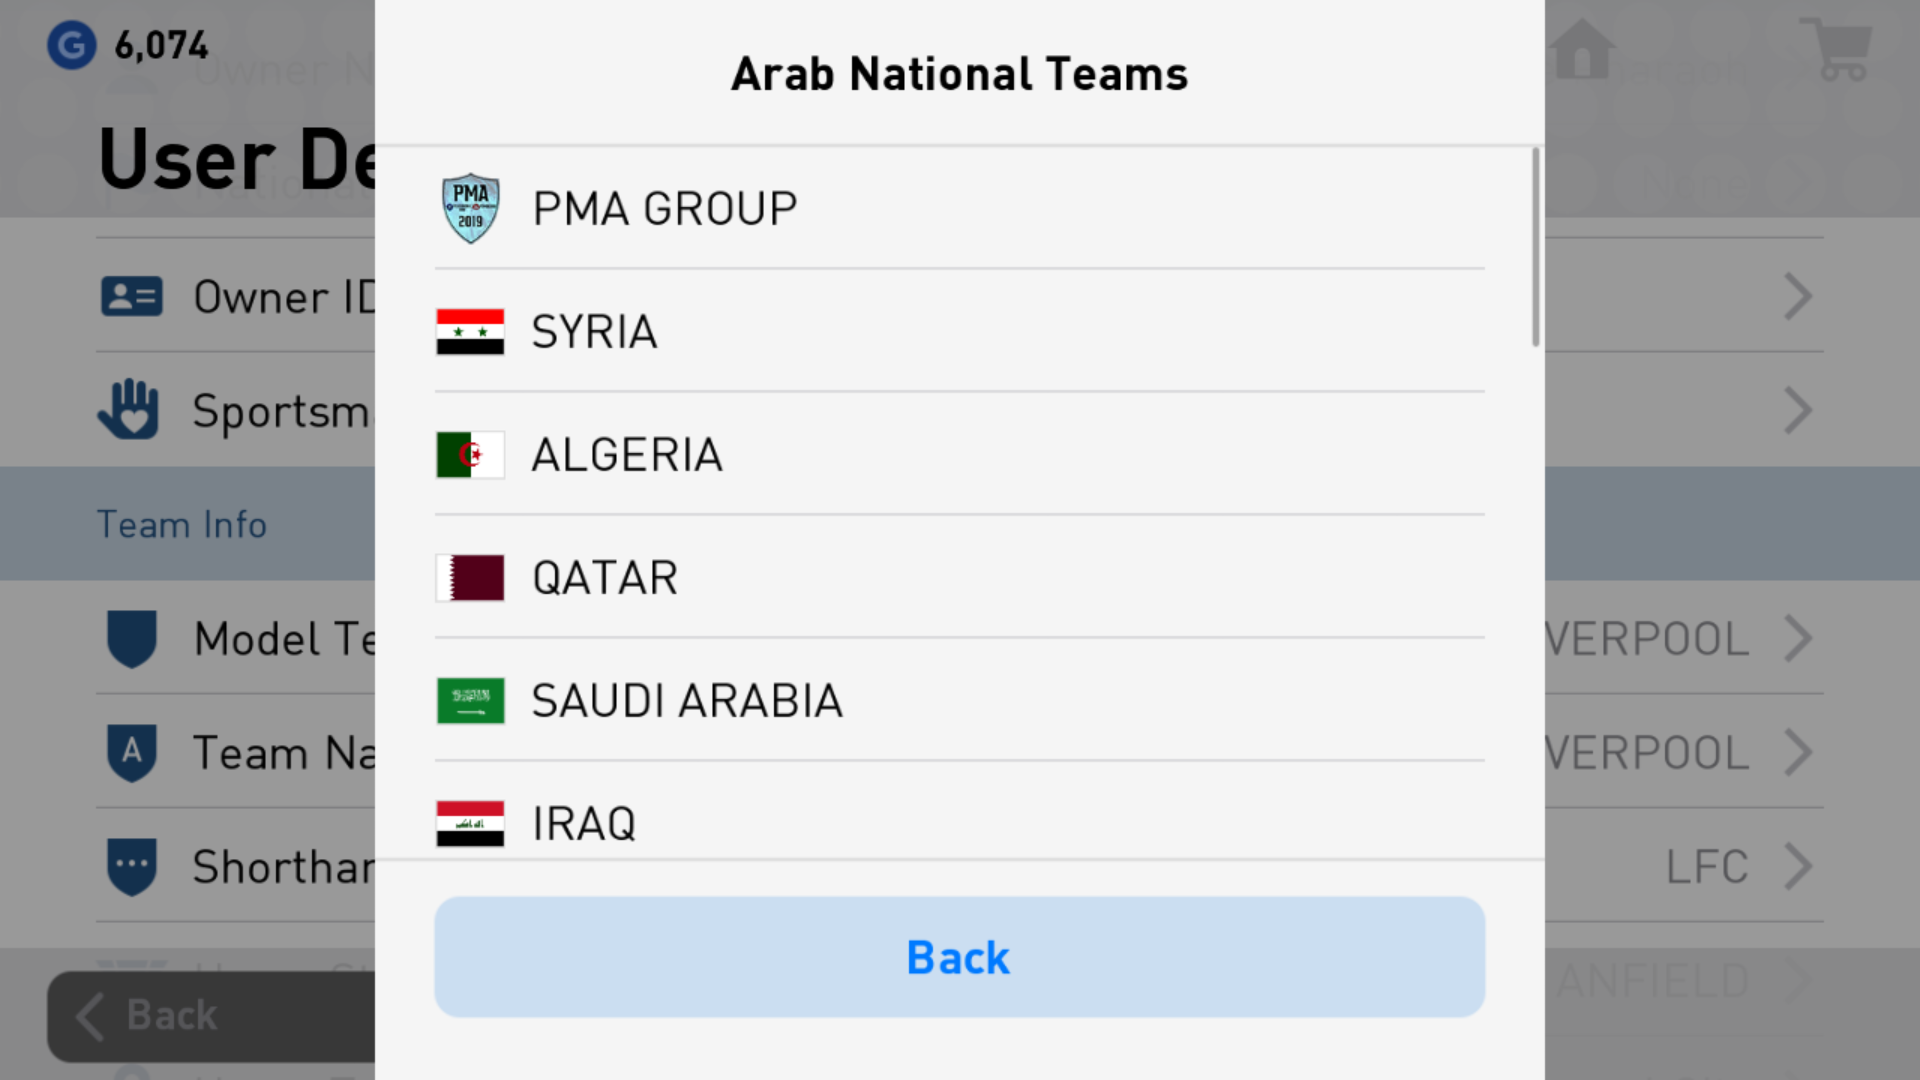 6,074
Arab National Teams
User De
None
PMA
2019
PMA GROUP
Owner ID
SYRIA
Sportsm
ALGERIA
Team Info
QATAR
Model Te
VERPOOL
SAUDI ARABIA
Team Na
VERPOOL
A
IRAQ
Shorthar
LFC
Back
ANFIELD
Back